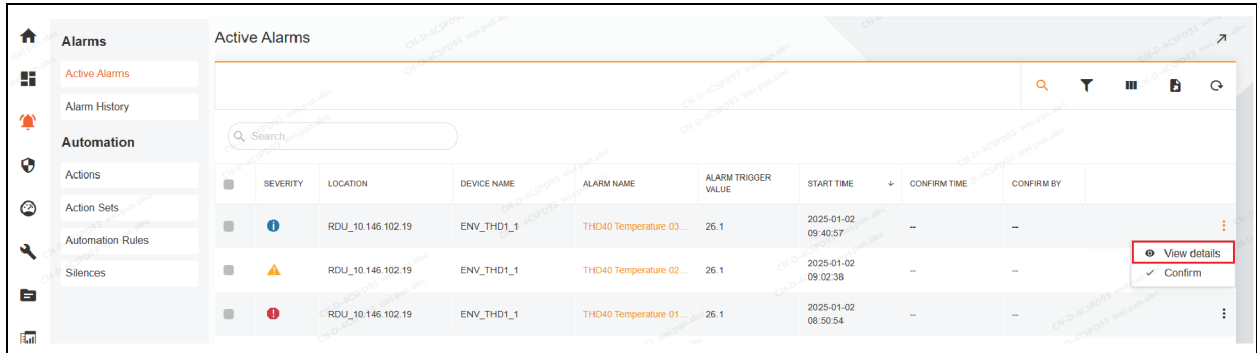 Alarms
Active Alarms
Alarm History
Automation
Actions
Action Sets
Automation Rules
Silences
Active Alarms
Search
SEVERITY LOCATION DEVICE NAME ALARM NAME ALARM TRIGGER VALUE START TIME CONFIRM TIME CONFIRM BY
RDU_10.146.102.19 ENV_THD1_1 THD40 Temperature 03... 26.1 2025-01-02 09:40:57 -- --
View details
Confirm
RDU_10.146.102.19 ENV_THD1_1 THD40 Temperature 02... 26.1 2025-01-02 09:02:38 -- --
RDU_10.146.102.19 ENV_THD1_1 THD40 Temperature 01... 26.1 2025-01-02 08:50:54 -- --